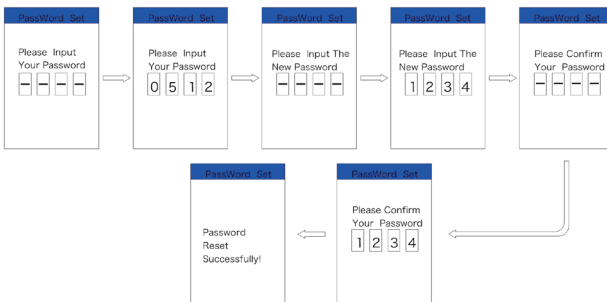 PassWord Set
Please Input
Your Password
- - - -
PassWord Set
Please Input
Your Password
0 5 1 2
PassWord Set
Please Input The
New Password
- - - -
PassWord Set
Please Input The
New Password
1 2 3 4
PassWord Set
Please Confirm
Your Password
- - - -
PassWord Set
Please Confirm
Your Password
1 2 3 4
PassWord Set
Password
Reset
Successfully!